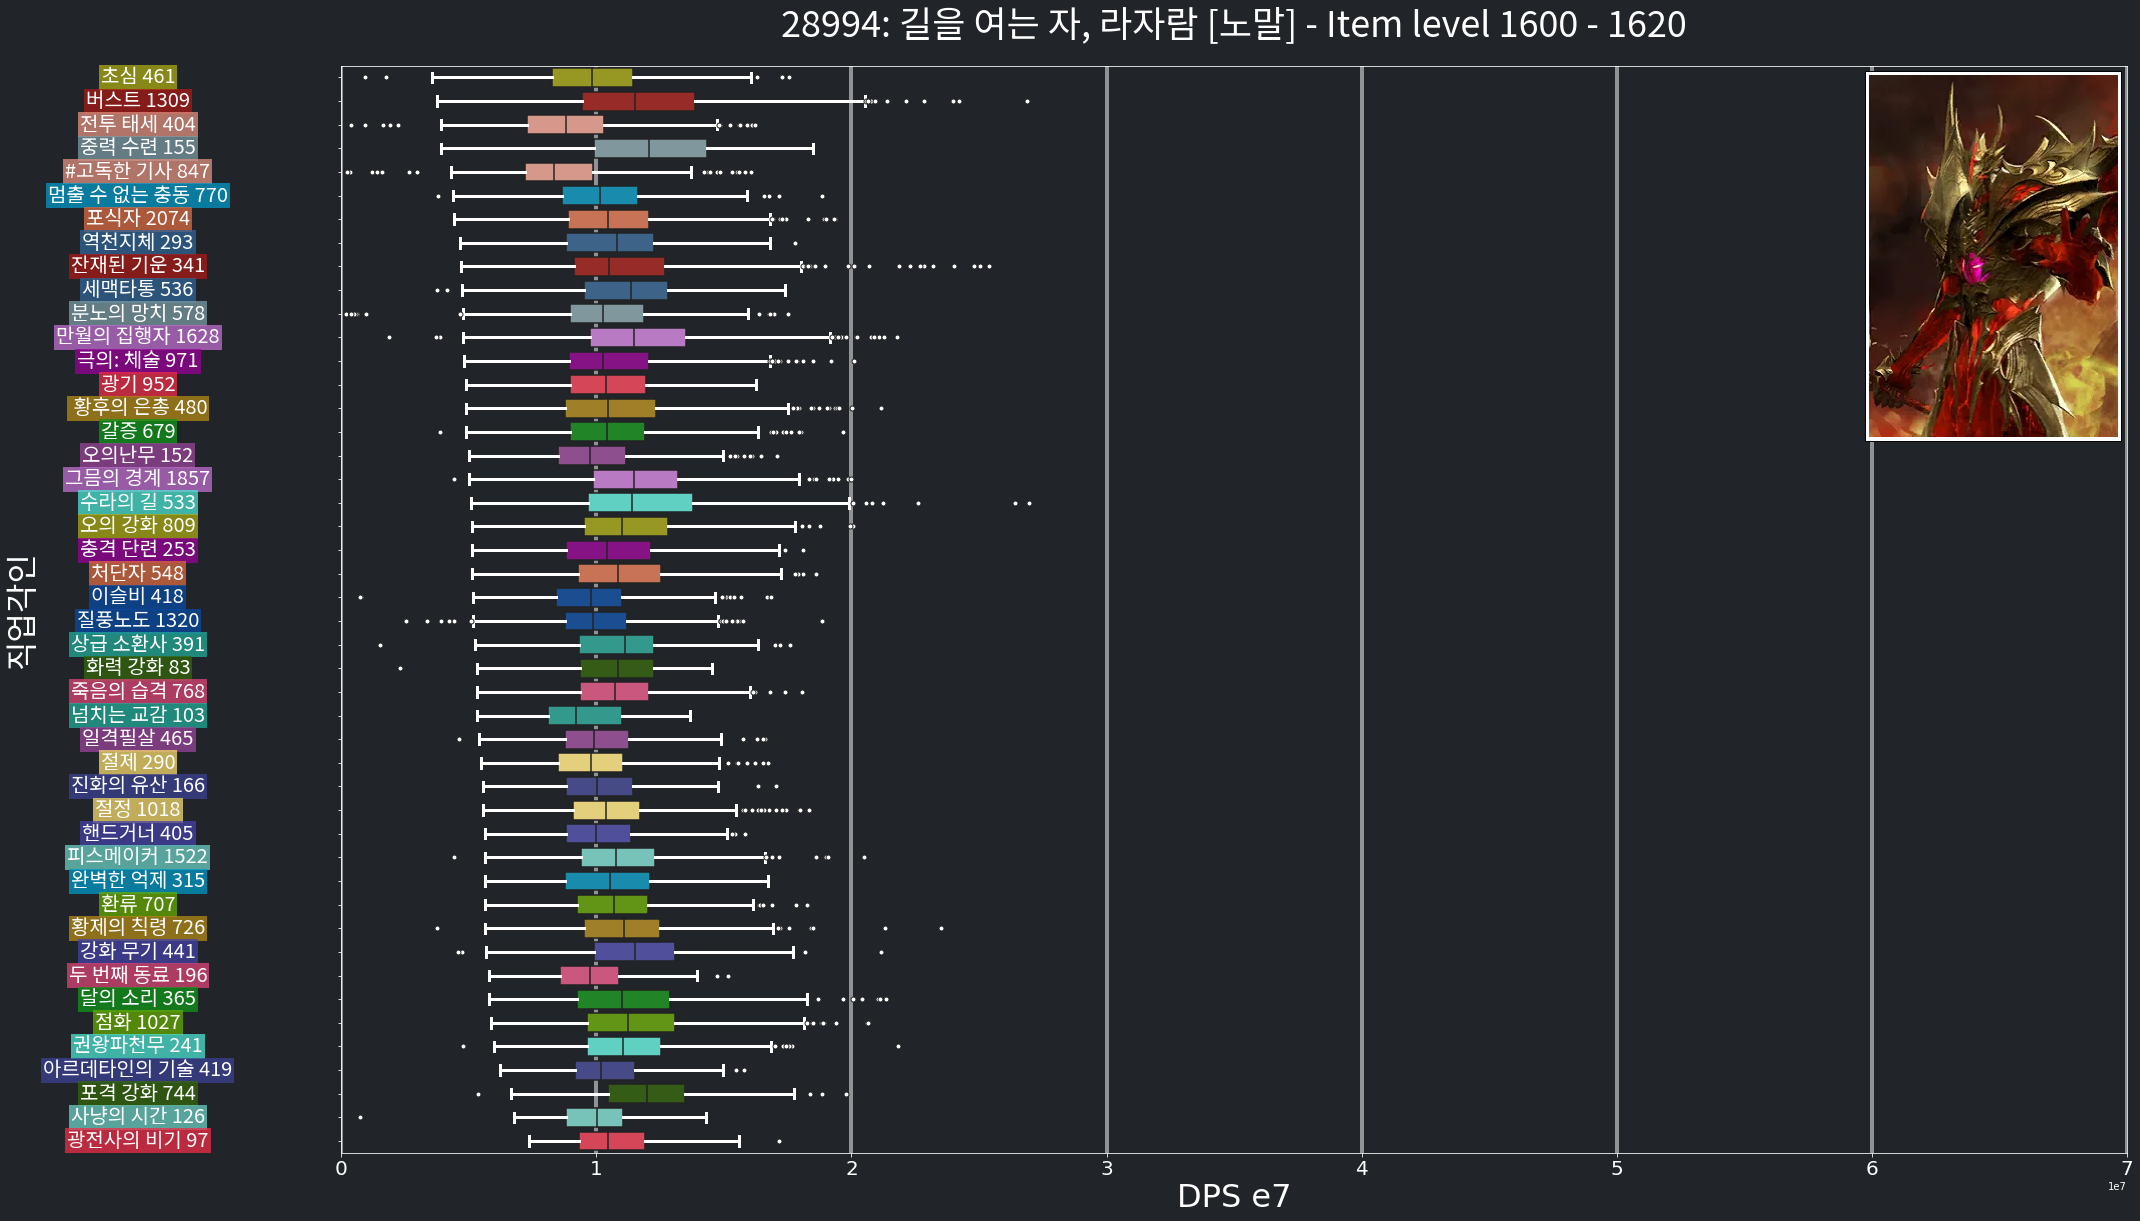 28994: 길을 여는 자, 라자람 [노말] - Item level 1600 - 1620
초심 461
버스트 1309
전투 태세 404
중력 수련 155
#고독한 기사 847
멈출 수 없는 충동 770
포식자 2074
역천지체 293
잔재된 기운 341
세맥타통 536
분노의 망치 578
만월의 집행자 1628
극의: 체술 971
광기 952
황후의 은총 480
갈증 679
오의난무 152
그믐의 경계 1857
수라의 길 533
오의 강화 809
충격 단련 253
처단자 548
이슬비 418
질풍노도 1320
상급 소환사 391
화력 강화 83
죽음의 습격 768
넘치는 교감 103
일격필살 465
절제 290
진화의 유산 166
절정 1018
핸드거너 405
피스메이커 1522
완벽한 억제 315
환류 707
황제의 칙령 726
강화 무기 441
두 번째 동료 196
달의 소리 365
점화 1027
권왕파천무 241
아르데타인의 기술 419
포격 강화 744
사냥의 시간 126
광전사의 비기 97
직업각인
0 1 2 3 4 5 6 7
1e7
DPS e7